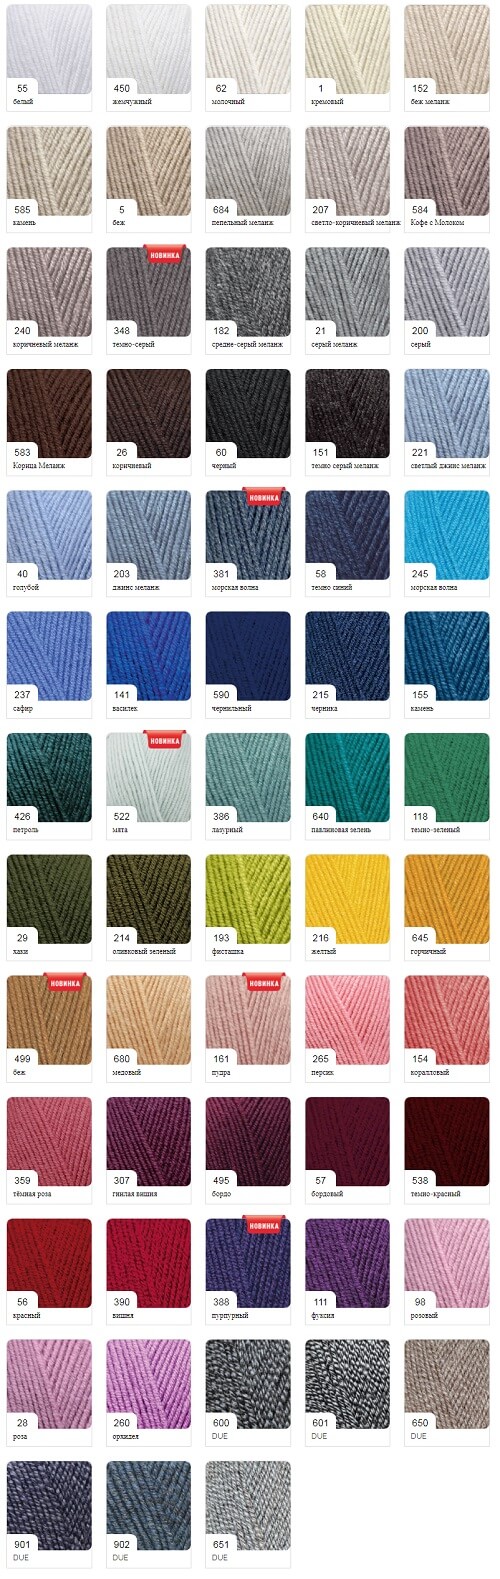 55
белый
450
жемчужный
62
молочный
1
кремовый
152
беж меланж
585
камень
5
беж
684
пепельный меланж
207
светло-коричневый меланж
584
Кофе с Молоком
240
коричневый меланж
НОВИНКА
348
темно-серый
182
средне-серый меланж
21
серый меланж
200
серый
583
Корица Меланж
26
коричневый
60
черный
151
темно серый меланж
221
светлый джинс меланж
40
голубой
203
джинс меланж
НОВИНКА
381
морская волна
58
темно синий
245
морская волна
237
сафир
141
василек
590
чернильный
215
черника
155
камень
426
петроль
НОВИНКА
522
мята
386
лазурный
640
павлиновая зелень
118
темно-зеленый
29
хаки
214
оливковый зеленый
193
фисташка
216
желтый
645
горчичный
НОВИНКА
499
беж
680
медовый
НОВИНКА
161
пудра
265
персик
154
коралловый
359
тёмная роза
307
гнилая вишня
495
бордо
57
бордовый
538
темно-красный
56
красный
390
вишня
НОВИНКА
388
пурпурный
111
фуксия
98
розовый
28
роза
260
орхидея
600
DUE
601
DUE
650
DUE
901
DUE
902
DUE
651
DUE